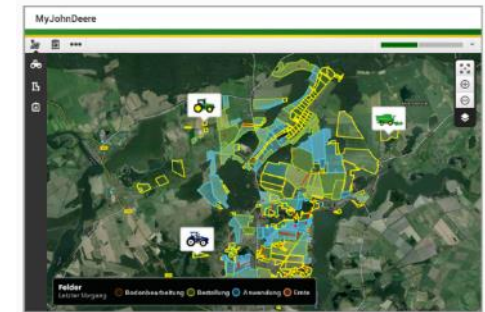 MyJohnDeere
Felder
Letzter Vorgang
Bodenbearbeitung Bestellung Anwendung Ernte